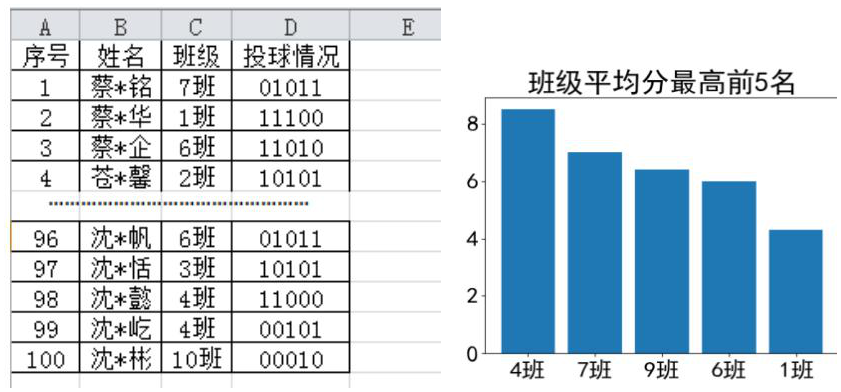 A B C D E
序号 姓名 班级 投球情况
1 蔡*铭 7班 01011
2 蔡*华 1班 11100
3 蔡*企 6班 11010
4 苍*馨 2班 10101
96 沈*帆 6班 01011
97 沈*恬 3班 10101
98 沈*懿 4班 11000
99 沈*屹 4班 00101
100 沈*彬 10班 00010
班级平均分最高前5名
8
6
4
2
0
4班 7班 9班 6班 1班